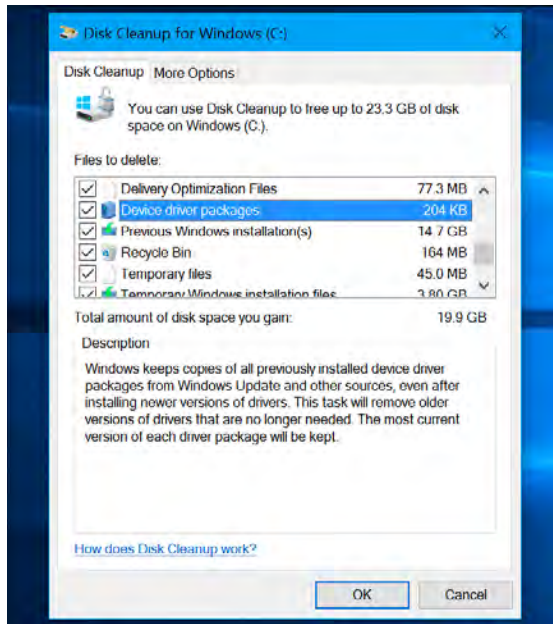 Disk Cleanup for Windows (C:)
Disk Cleanup More Options
You can use Disk Cleanup to free up to 23.3 GB of disk
space on Windows (C:).
Files to delete:
Delivery Optimization Files 77.3 MB
Device driver packages 204 KB
Previous Windows installation(s) 14.7 GB
Recycle Bin 164 MB
Temporary files 45.0 MB
Temporary Windows installation files 3.80 GB
Total amount of disk space you gain: 19.9 GB
Description
Windows keeps copies of all previously installed device driver
packages from Windows Update and other sources, even after
installing newer versions of drivers. This task will remove older
versions of drivers that are no longer needed. The most current
version of each driver package will be kept.
How does Disk Cleanup work?
OK Cancel